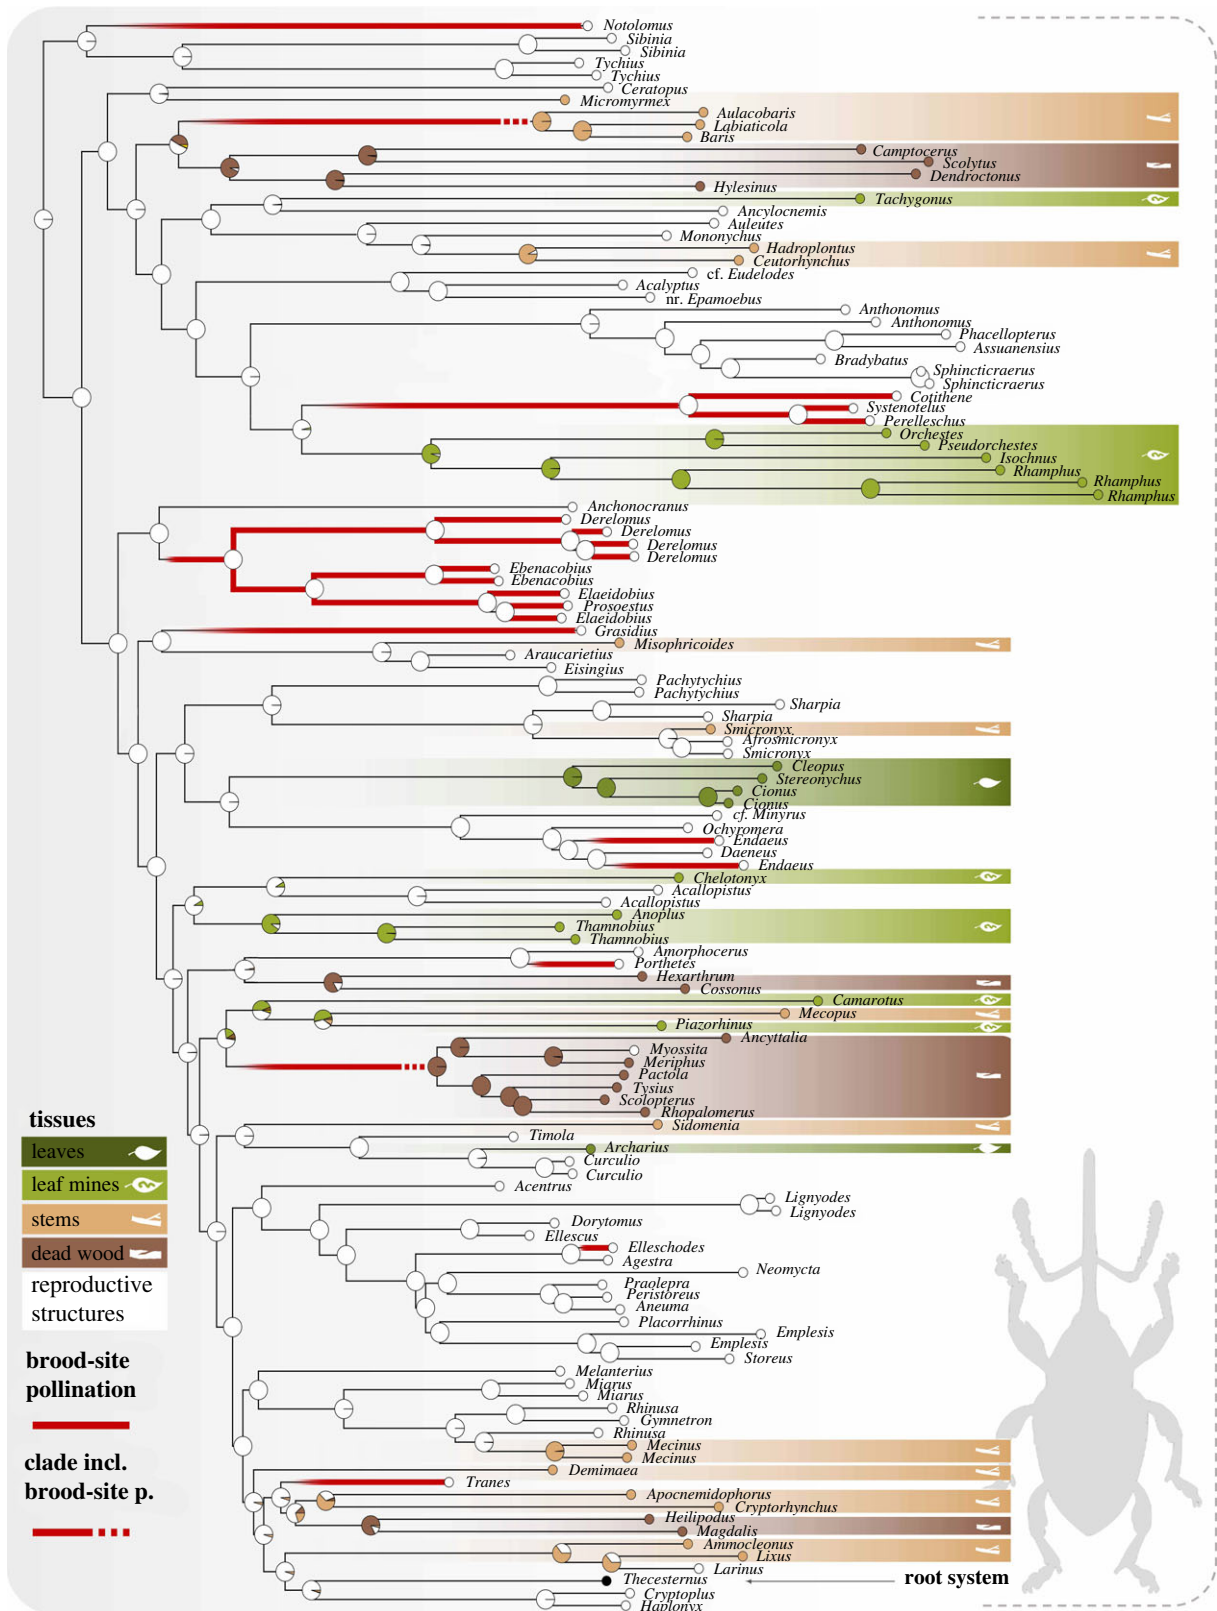 Notolomus
Sibinia
Sibinia
Tychius
Tychius
Ceratopus
Micromyrmex
Aulacobaris
Labiaticola
Baris
Camptocerus
Scolytus
Dendroctonus
Hylesinus
Tachygonus
Ancylocnemis
Auleutes
Mononychus
Hadroplontus
Ceutorhynchus
cf. Eudelodes
Acalyptus
nr. Epamoebus
Anthonomus
Anthonomus
Phacellopterus
Assuanensius
Bradybatus
Sphincticraerus
Sphincticraerus
Cotithene
Systenotelus
Perelleschus
Orchestes
Pseudorchestes
Isochnus
Rhamphus
Rhamphus
Rhamphus
Anchonocranus
Derelomus
Derelomus
Derelomus
Derelomus
Ebenacobius
Ebenacobius
Elaeidobius
Prosoestus
Elaeidobius
Grasidius
Misophricoides
Araucarietius
Eisingius
Pachytychius
Pachytychius
Sharpia
Sharpia
Smicronyx
Afrosmicronyx
Smicronyx
Cleopus
Stereonychus
Cionus
Cionus
cf. Minyrus
Ochyromera
Endaeus
Daeneus
Endaeus
Chelotonyx
Acallopistus
Acallopistus
Anoplus
Thamnobius
Thamnobius
Amorphocerus
Porthetes
Hexarthrum
Cossonus
Camarotus
Mecopus
Piazorhinus
Ancyttalia
Myossita
Meriphus
Pactola
Tysius
Scolopterus
Rhopalomerus
Sidomenia
Timola
Archarius
Curculio
Curculio
Acentrus
Lignyodes
Lignyodes
Dorytomus
Ellescus
Elleschodes
Agestra
Neomycta
Praolepra
Peristoreus
Aneuma
Placorrhinus
Emplesis
Emplesis
Storeus
Melanterius
Miarus
Miarus
Rhinusa
Gymnetron
Rhinusa
Mecinus
Mecinus
Demimaea
Tranes
Apocnemidophorus
Cryptorhynchus
Heilipodus
Magdalis
Ammocleonus
Lixus
Larinus
Thecesternus
root system
Cryptoplus
Haplonyx
tissues
leaves
leaf mines
stems
dead wood
reproductive
structures
brood-site
pollination
clade incl.
brood-site p.